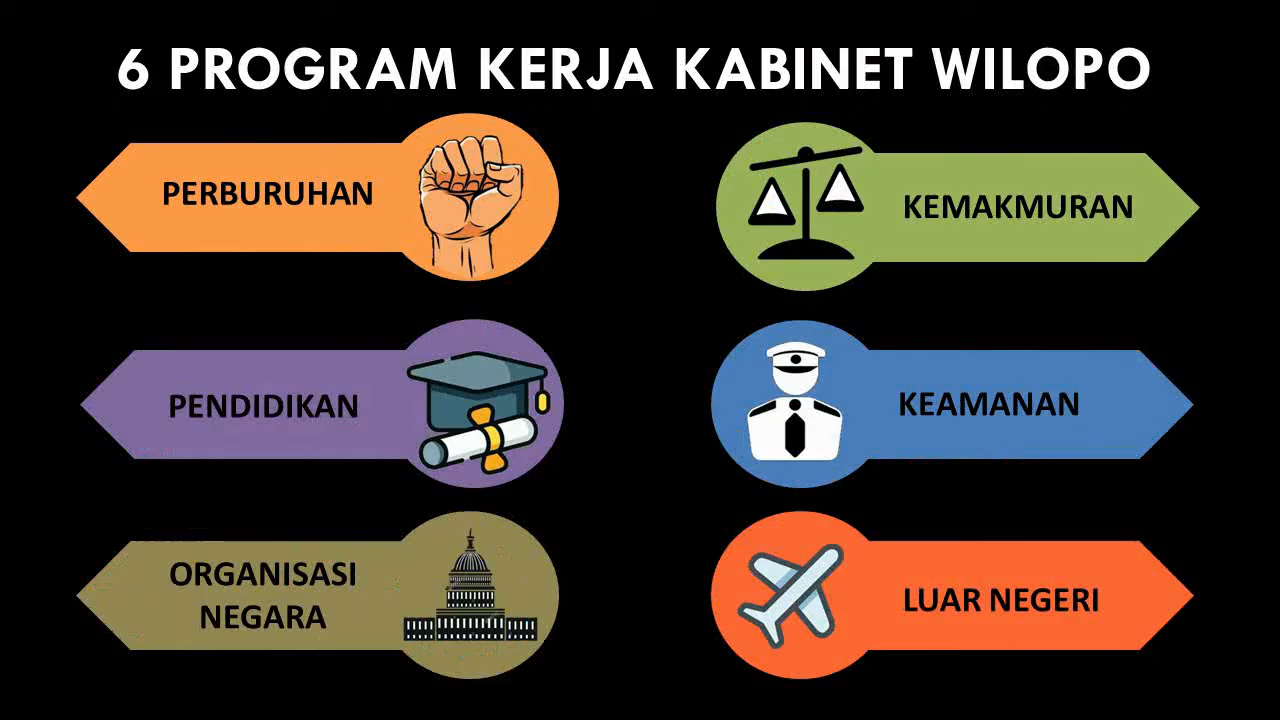 6 PROGRAM KERJA KABINET WILOPO
PERBURUHAN
KEMAKMURAN
PENDIDIKAN
KEAMANAN
ORGANISASI
NEGARA
LUAR NEGERI